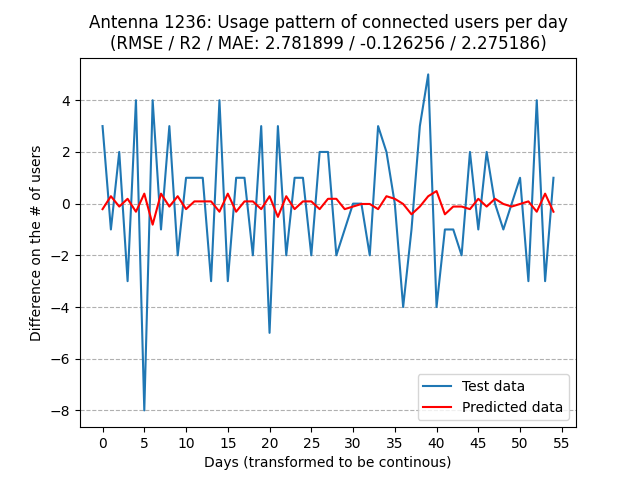 Antenna 1236: Usage pattern of connected users per day
(RMSE / R2 / MAE: 2.781899 / -0.126256 / 2.275186)
Difference on the # of users
4
2
0
−2
−4
−6
−8
Test data
Predicted data
0 5 10 15 20 25 30 35 40 45 50 55
Days (transformed to be continous)